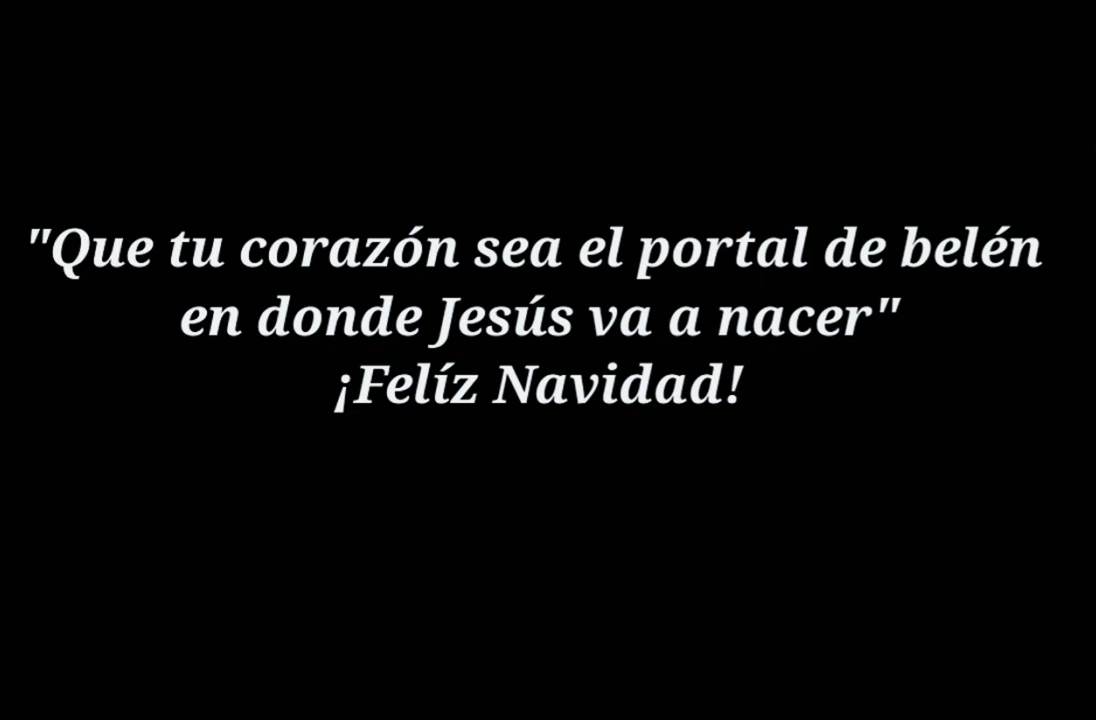 "Que tu corazón sea el portal de belén
en donde Jesús va a nacer"
¡Felíz Navidad!